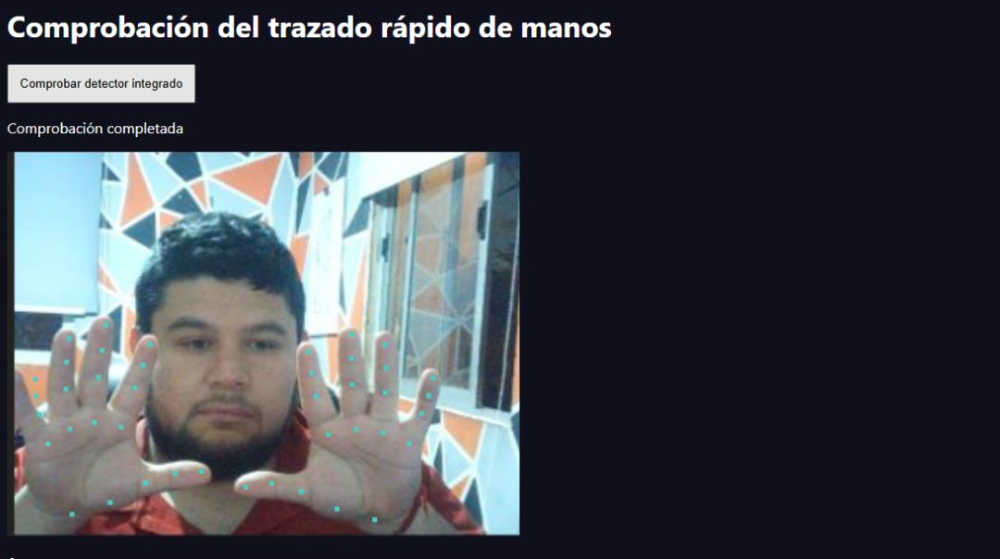 Comprobación del trazado rápido de manos
Comprobar detector integrado
Comprobación completada